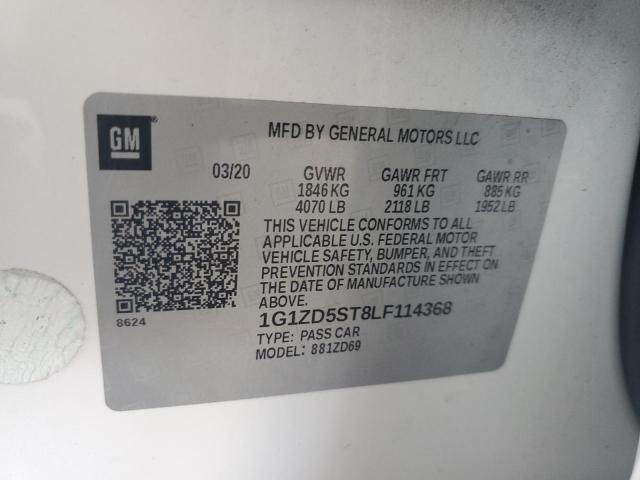 GM
MFD BY GENERAL MOTORS LLC
03/20 GVWR GAWR FRT GAWR RR
1846 KG 961 KG 885 KG
4070 LB 2118 LB 1952 LB
THIS VEHICLE CONFORMS TO ALL
APPLICABLE U.S. FEDERAL MOTOR
VEHICLE SAFETY, BUMPER, AND THEFT
PREVENTION STANDARDS IN EFFECT ON
THE DATE OF MANUFACTURE SHOWN
ABOVE.
8624
1G1ZD5ST8LF114368
TYPE: PASS CAR
MODEL: 881ZD69